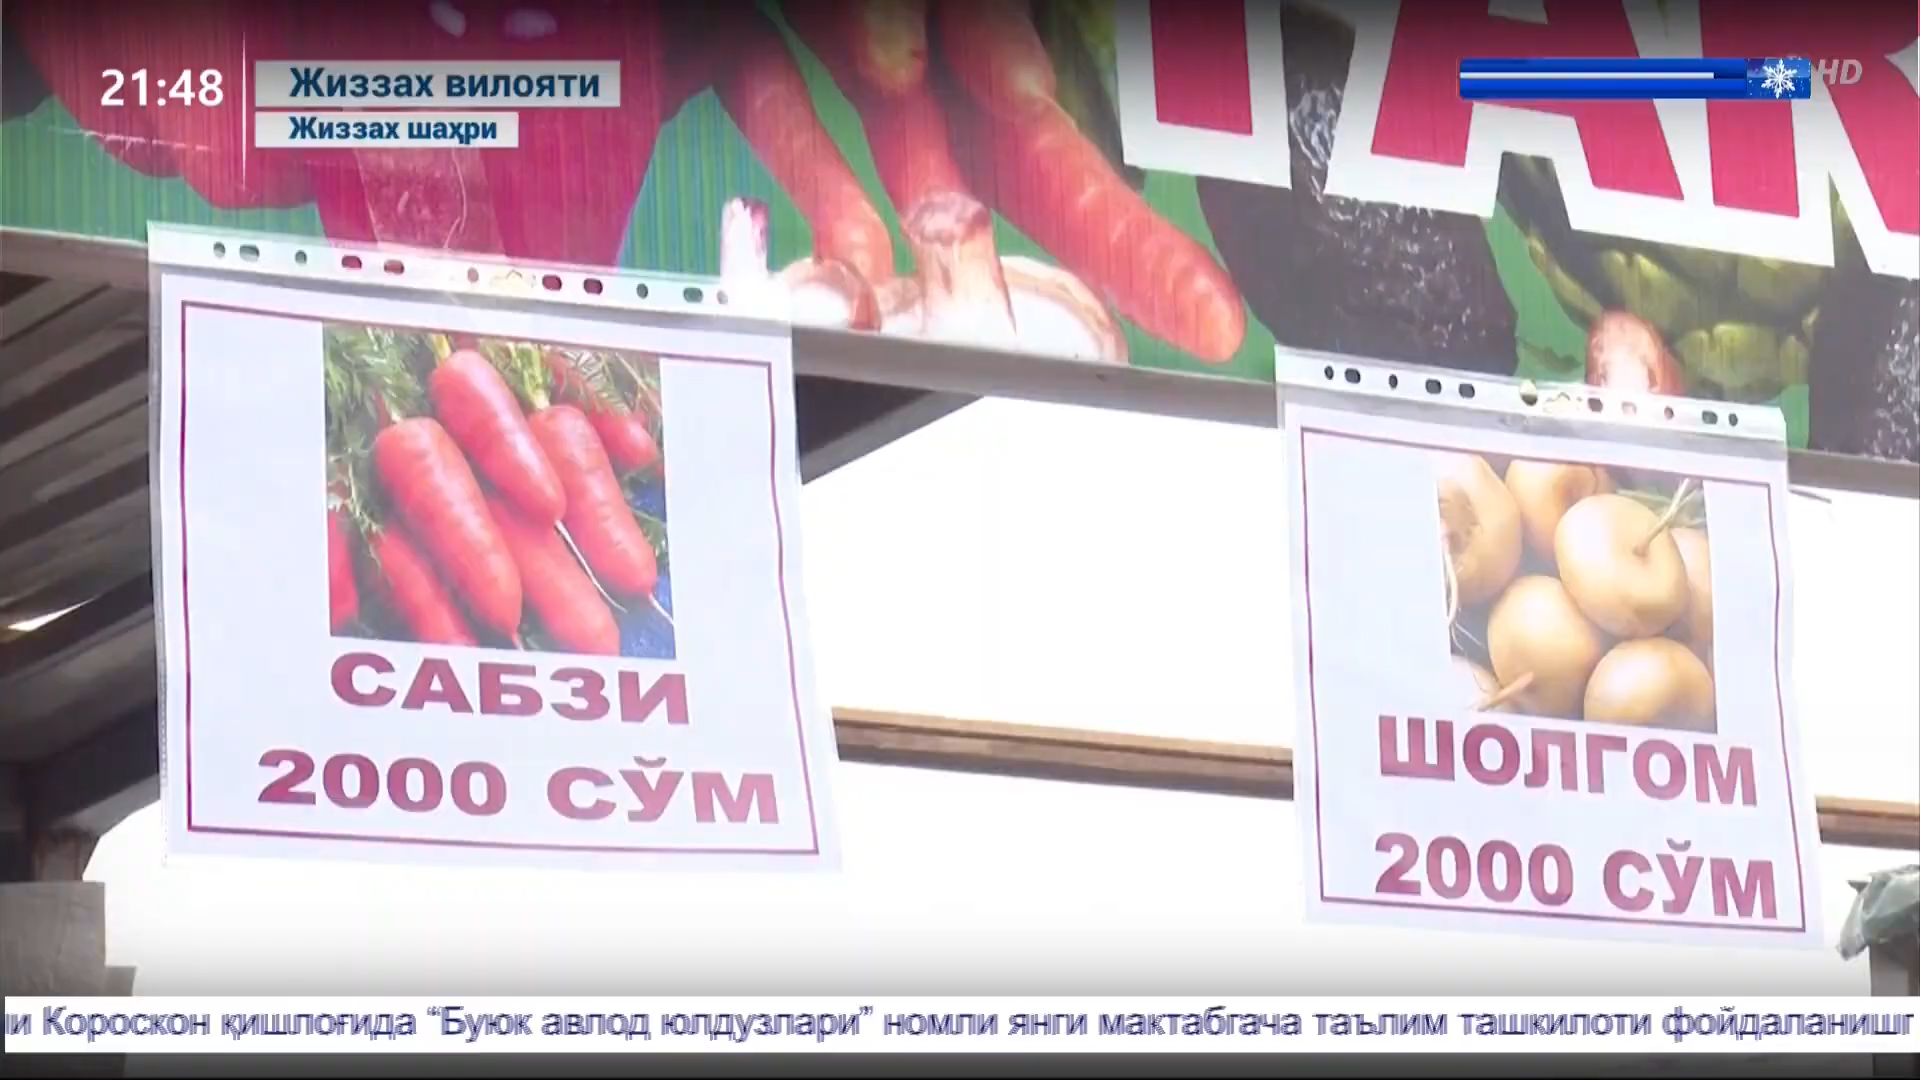 21:48
Жиззах вилояти
Жиззах шаҳри
HD
САБЗИ
2000 СЎМ
ШОЛГОМ
2000 СЎМ
Короскон қишлоғида “Буюк авлод юлдузлари” номли янги мактабгача таълим ташкилоти